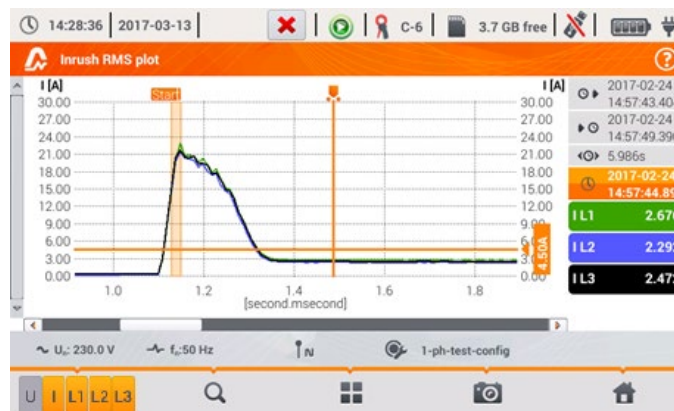 14:28:36 2017-03-13 C-6 3.7 GB free
Inrush RMS plot
I [A] I [A]
Start
30.00 30.00
27.00 27.00
24.00 24.00
21.00 21.00
18.00 18.00
15.00 15.00
12.00 12.00
9.00 9.00
6.00 6.00
3.00
0.00 0.00
4.50A
1.0 1.2 1.4 1.6 1.8
[second.msecond]
2017-02-24
14:57:43.40
2017-02-24
14:57:49.39
5.986s
2017-02-24
14:57:44.89
I L1 2.67
I L2 2.29
I L3 2.47
Uₙ: 230.0 V fₙ:50 Hz N 1-ph-test-config
U I L1 L2 L3